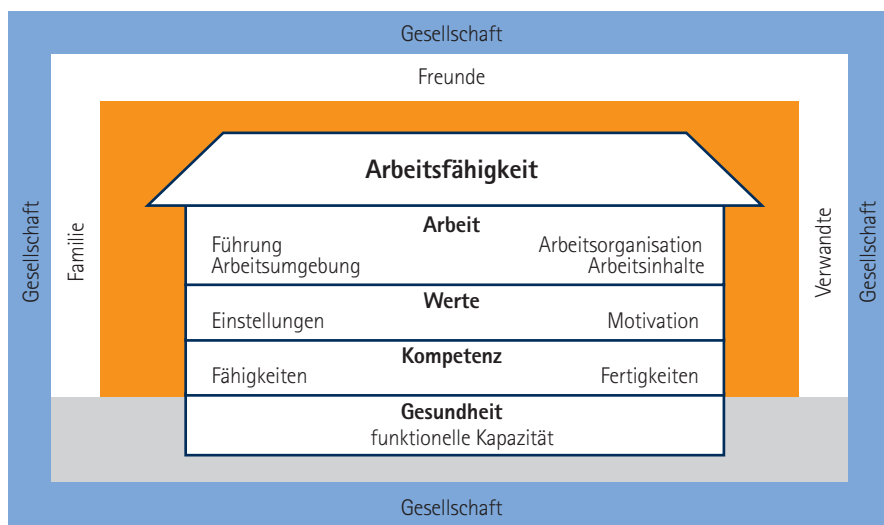 Gesellschaft
Freunde
Gesellschaft
Familie
Verwandte
Gesellschaft
Arbeitsfähigkeit
Arbeit
Führung
Arbeitsumgebung
Arbeitsorganisation
Arbeitsinhalte
Werte
Einstellungen
Motivation
Kompetenz
Fähigkeiten
Fertigkeiten
Gesundheit
funktionelle Kapazität
Gesellschaft